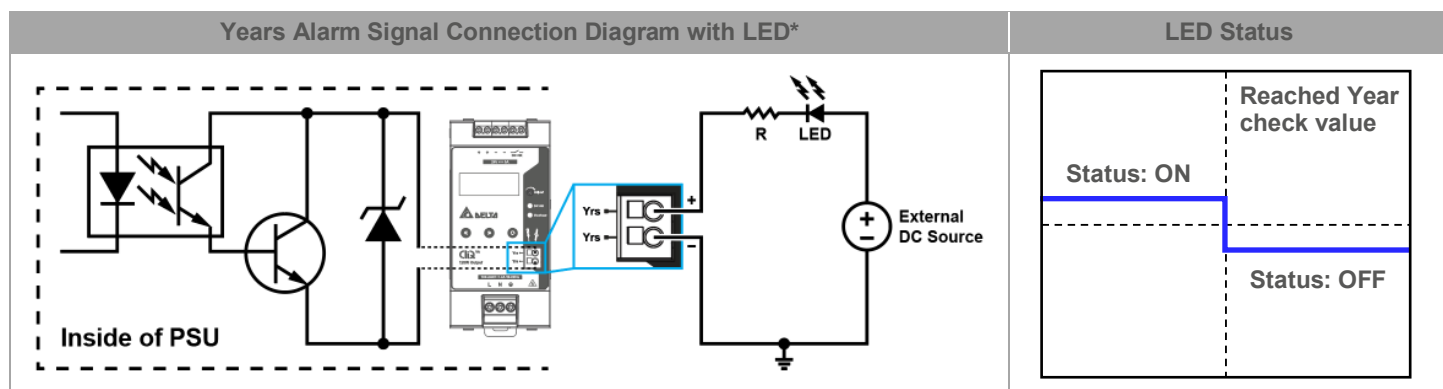 Years Alarm Signal Connection Diagram with LED*
LED Status
R
LED
Yrs
Yrs
+
−
+
−
External
DC Source
DELTA
Inside of PSU
L N
Reached Year
check value
Status: ON
Status: OFF